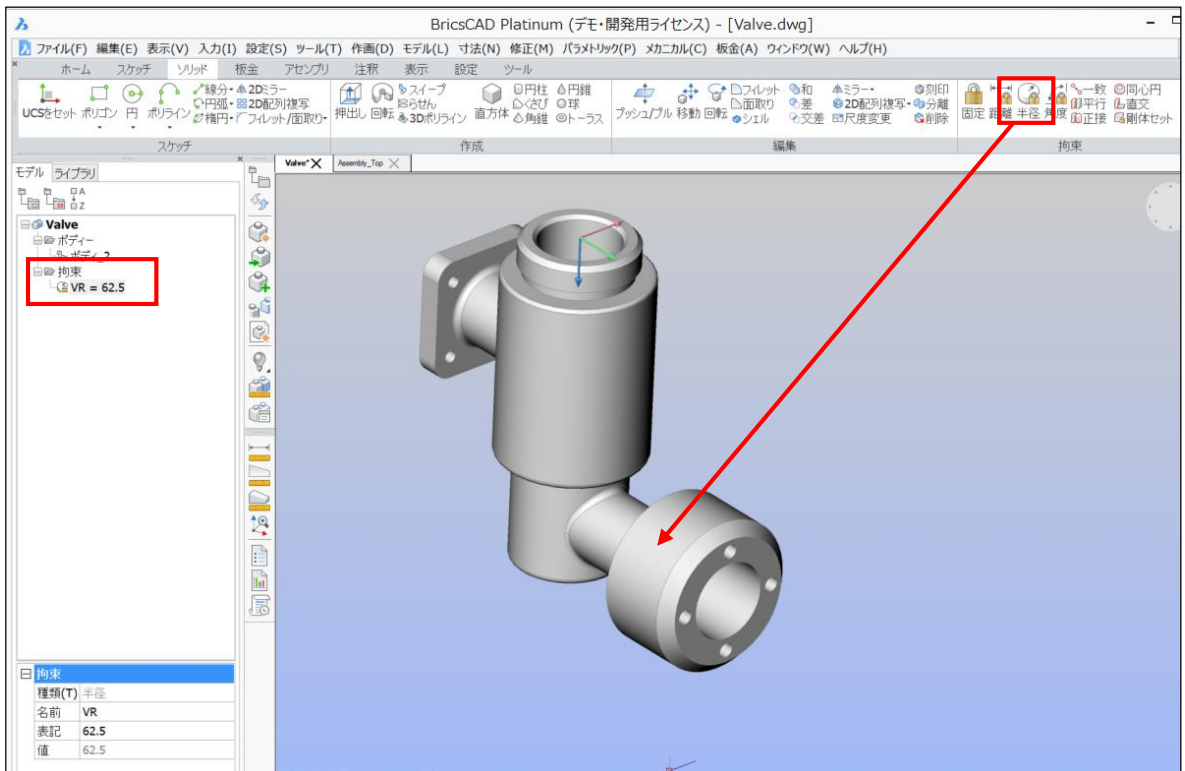 BricsCAD Platinum (デモ・開発用ライセンス) - [Valve.dwg]
ファイル(F) 編集(E) 表示(V) 入力(I) 設定(S) ツール(T) 作画(D) モデル(L) 寸法(N) 修正(M) パラメトリック(P) メカニカル(C) 板金(A) ウィンドウ(W) ヘルプ(H)
ホーム スケッチ ソリッド 板金 アセンブリ 注釈 表示 設定 ツール
線分 2Dミラー スイープ 円柱 円錐 フィレット 和 ミラー 刻印 一致 同心円
円弧 2D配列複写 らせん くさび 球 面取り 差 2D配列複写 分離 平行 直交
UCSをセット ポリゴン 円 ポリライン 楕円 フィレット 押出し 回転 3Dポリライン 直方体 角錐 トーラス プッシュ/プル 移動 回転 シェル 交差 尺度変更 削除 固定 距離 半径 角度 正接 剛体セット
スケッチ 作成 編集 拘束
Valve* Assembly_Top
モデル ライブラリ
Valve
ボディー
ボディ_2
拘束
VR = 62.5
拘束
種類(T) 半径
名前 VR
表記 62.5
値 62.5